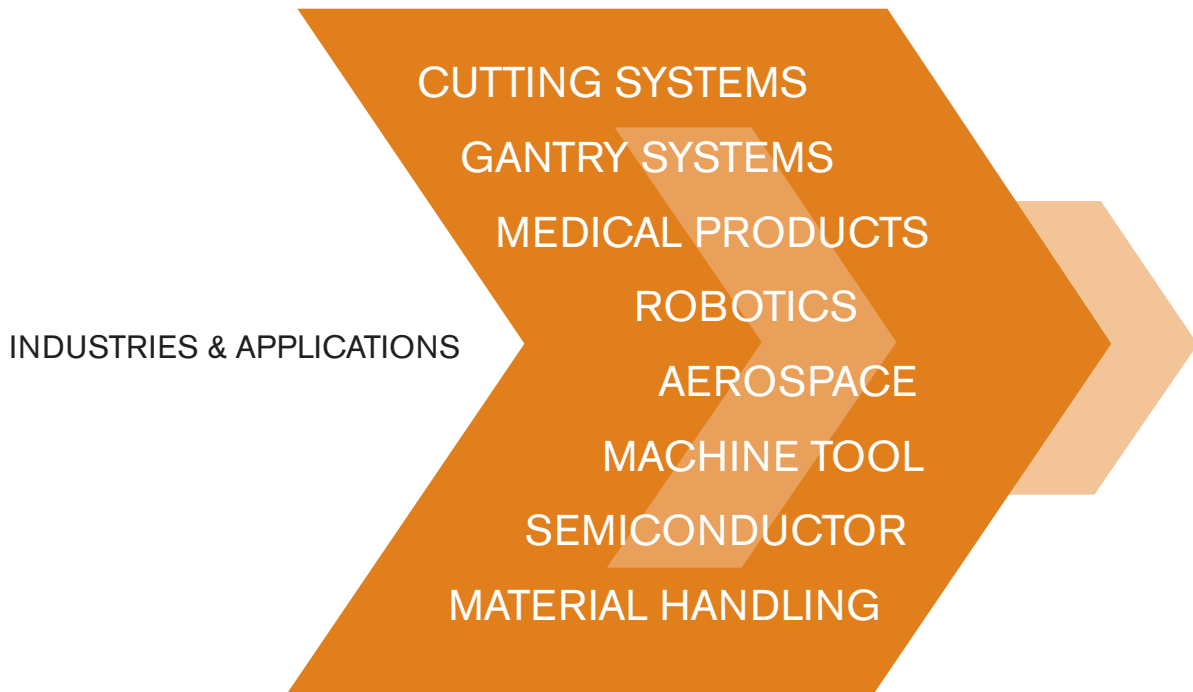 INDUSTRIES & APPLICATIONS
CUTTING SYSTEMS
GANTRY SYSTEMS
MEDICAL PRODUCTS
ROBOTICS
AEROSPACE
MACHINE TOOL
SEMICONDUCTOR
MATERIAL HANDLING